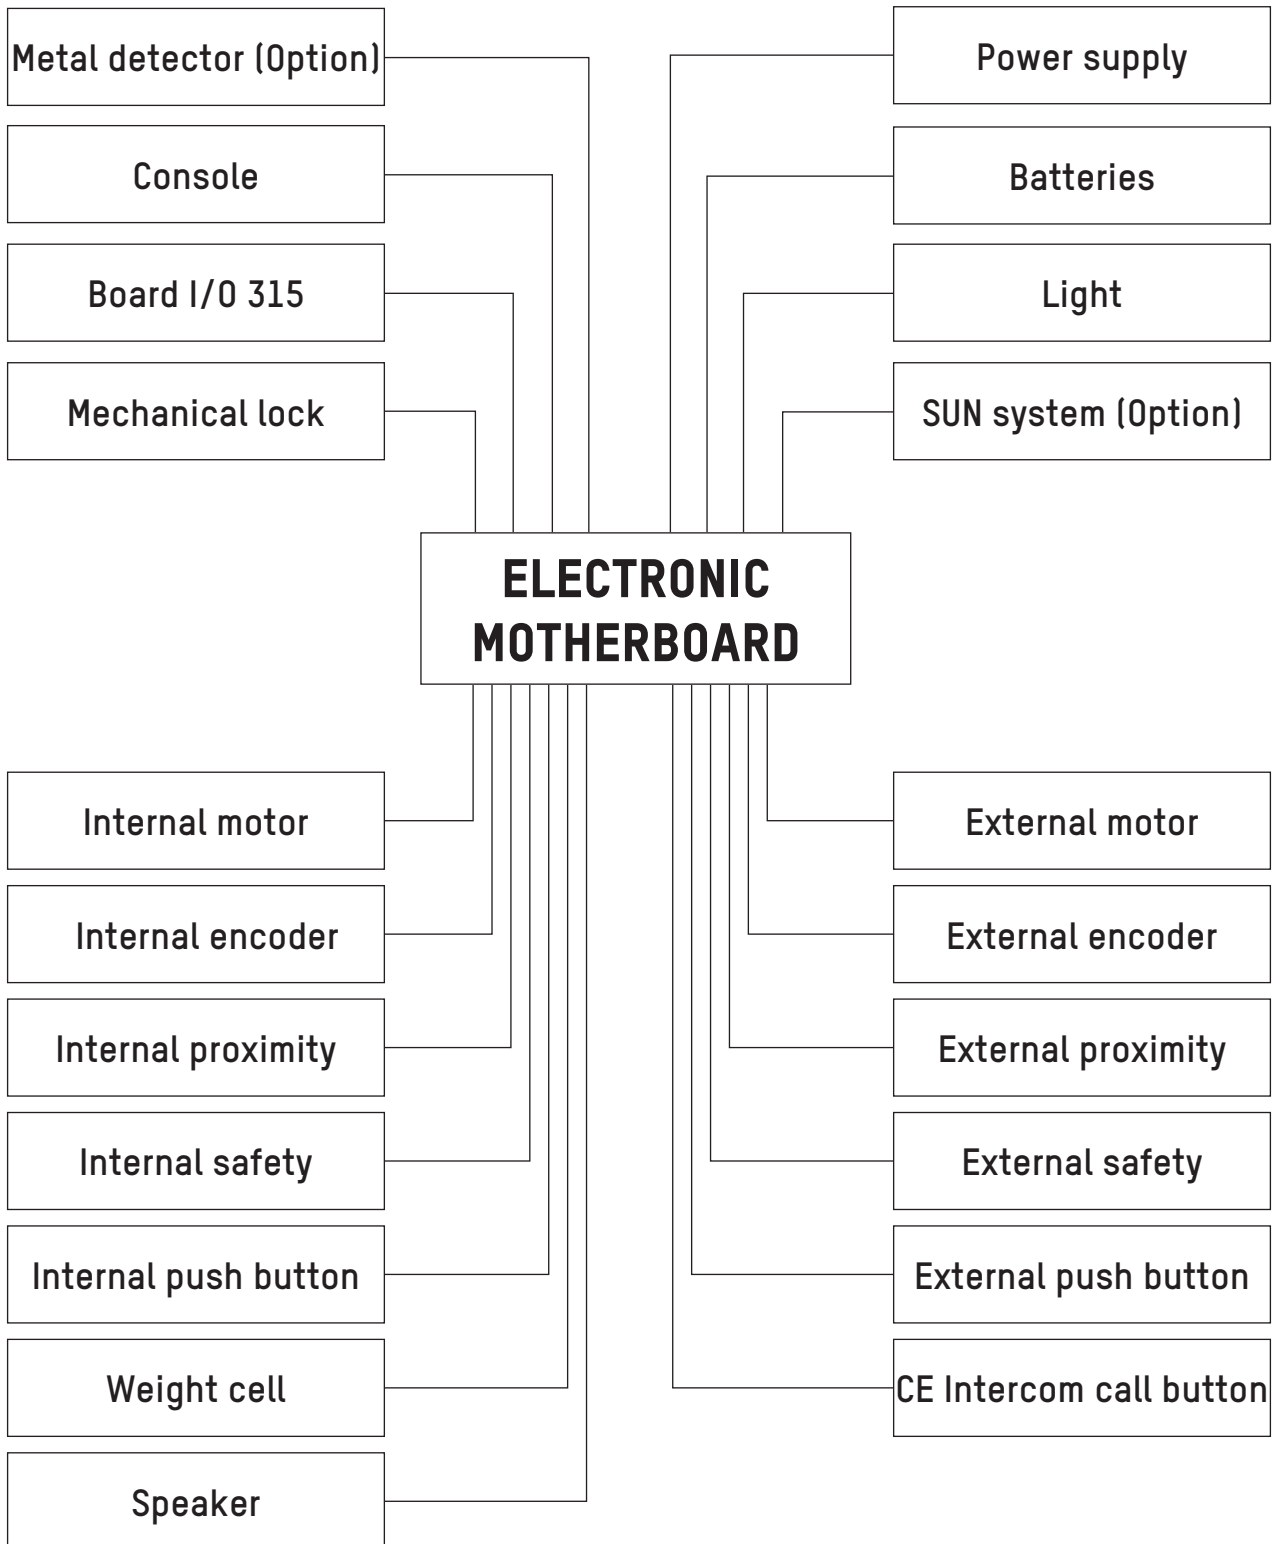 Metal detector (Option)
Power supply
Console
Batteries
Board I/O 315
Light
Mechanical lock
SUN system (Option)
ELECTRONIC
MOTHERBOARD
Internal motor
External motor
Internal encoder
External encoder
Internal proximity
External proximity
Internal safety
External safety
Internal push button
External push button
Weight cell
CE Intercom call button
Speaker